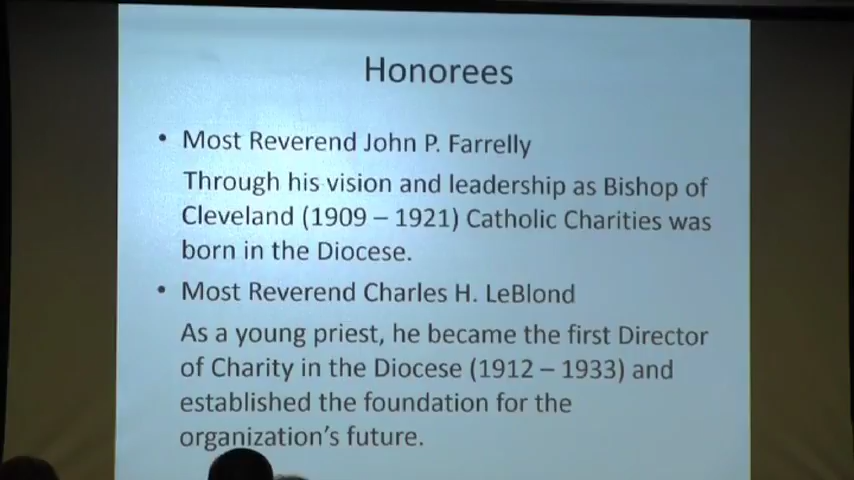 Honorees
• Most Reverend John P. Farrelly
Through his vision and leadership as Bishop of
Cleveland (1909 – 1921) Catholic Charities was
born in the Diocese.
• Most Reverend Charles H. LeBlond
As a young priest, he became the first Director
of Charity in the Diocese (1912 – 1933) and
established the foundation for the
organization's future.